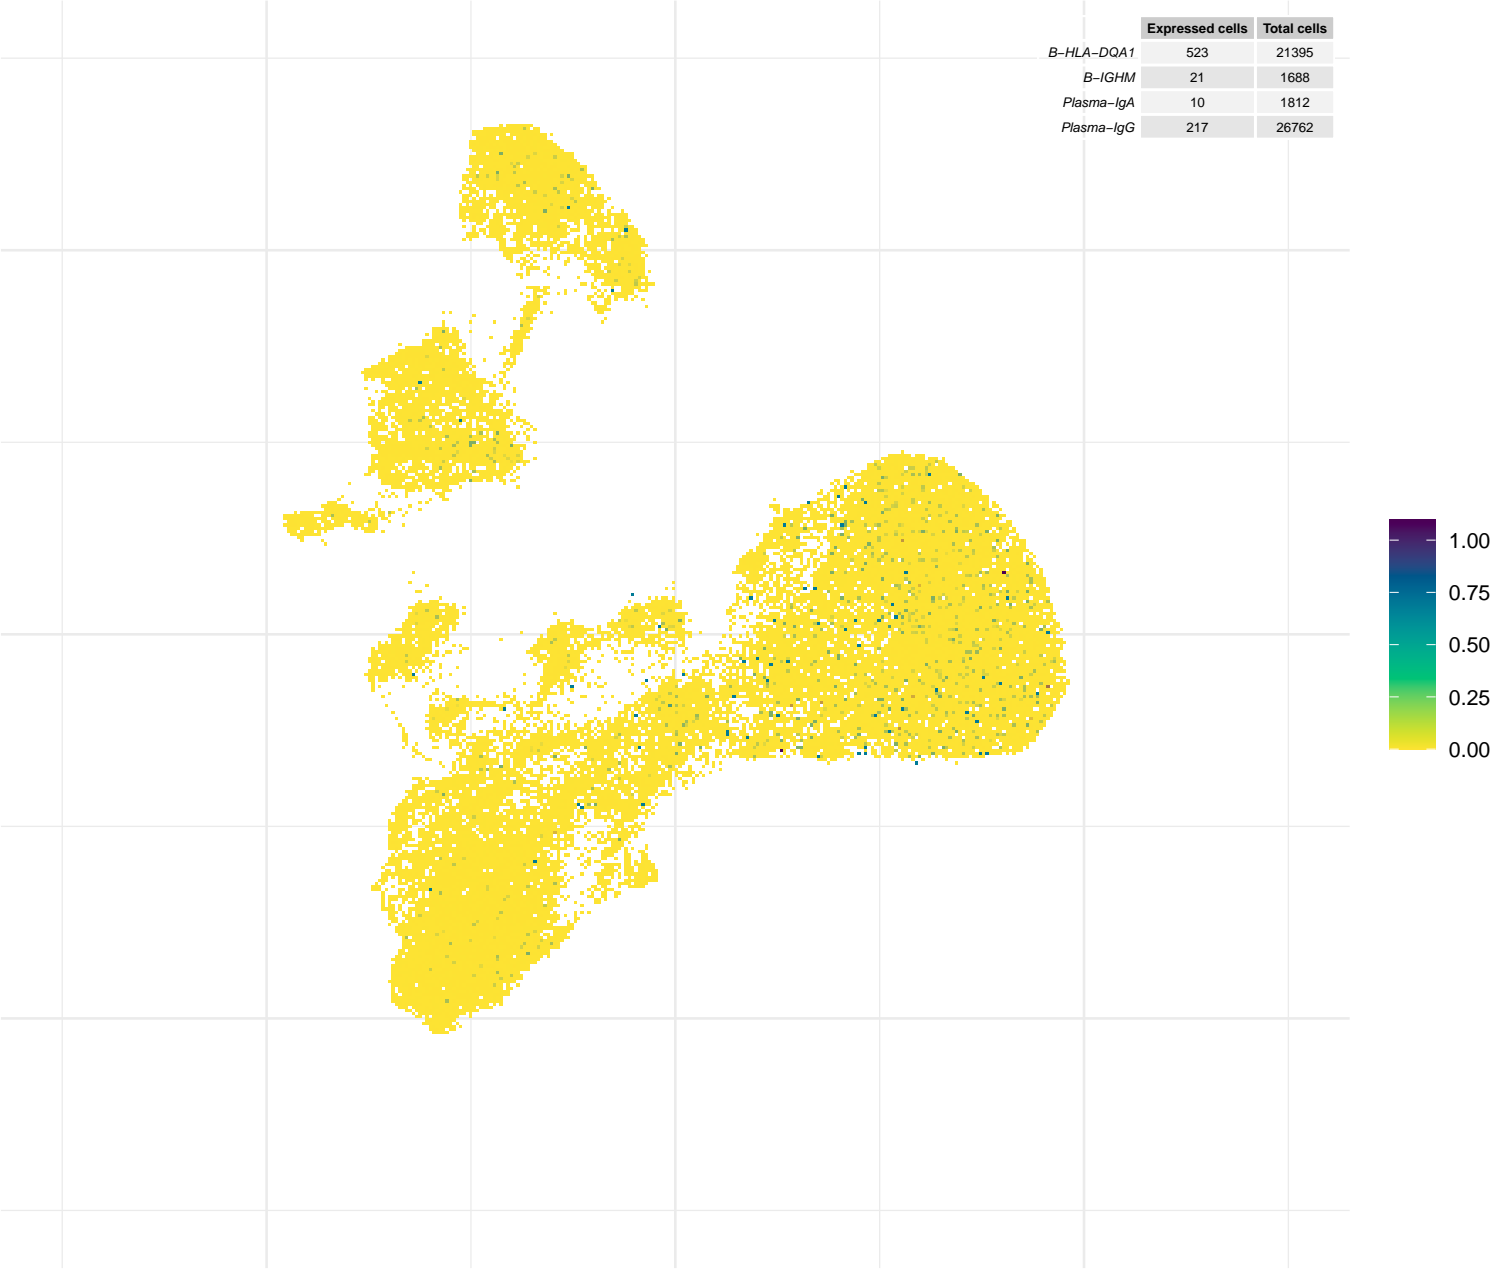 Expressed cells Total cells
B−HLA−DQA1 523 21395
B−IGHM 21 1688
Plasma−IgA 10 1812
Plasma−IgG 217 26762
1.00
0.75
0.50
0.25
0.00